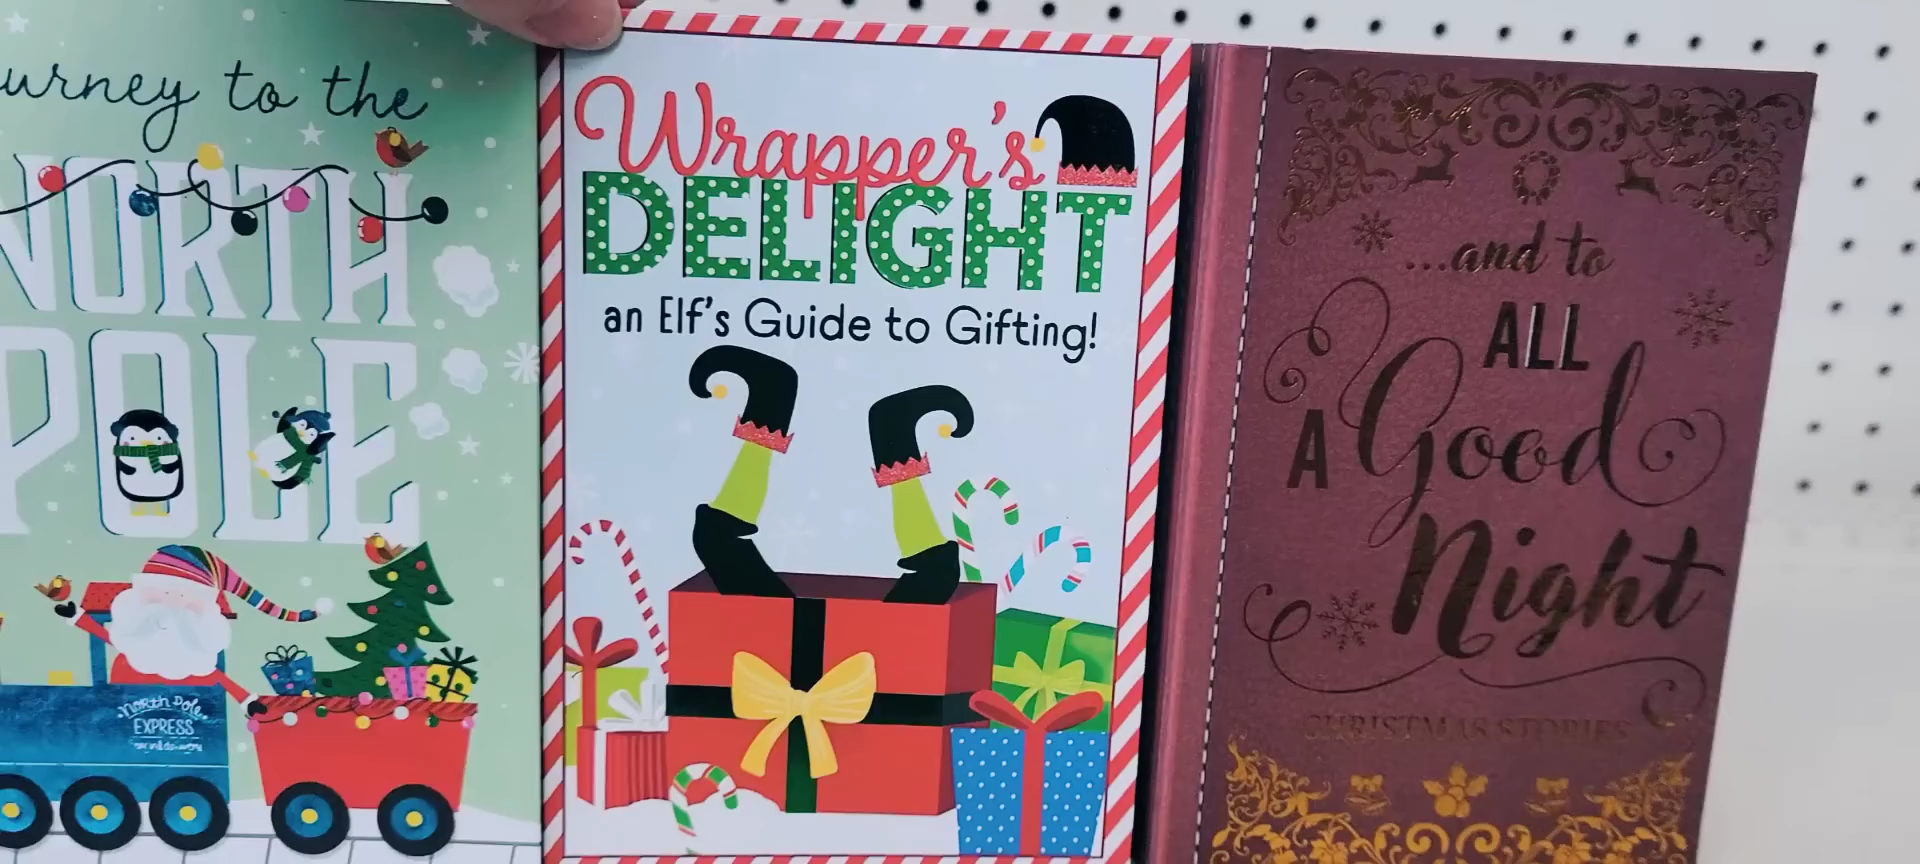 urney to the
NORTH
POLE
North Pole
EXPRESS
Wrapper's
DELIGHT
an Elf's Guide to Gifting!
...and to
ALL
A Good
Night
CHRISTMAS STORIES